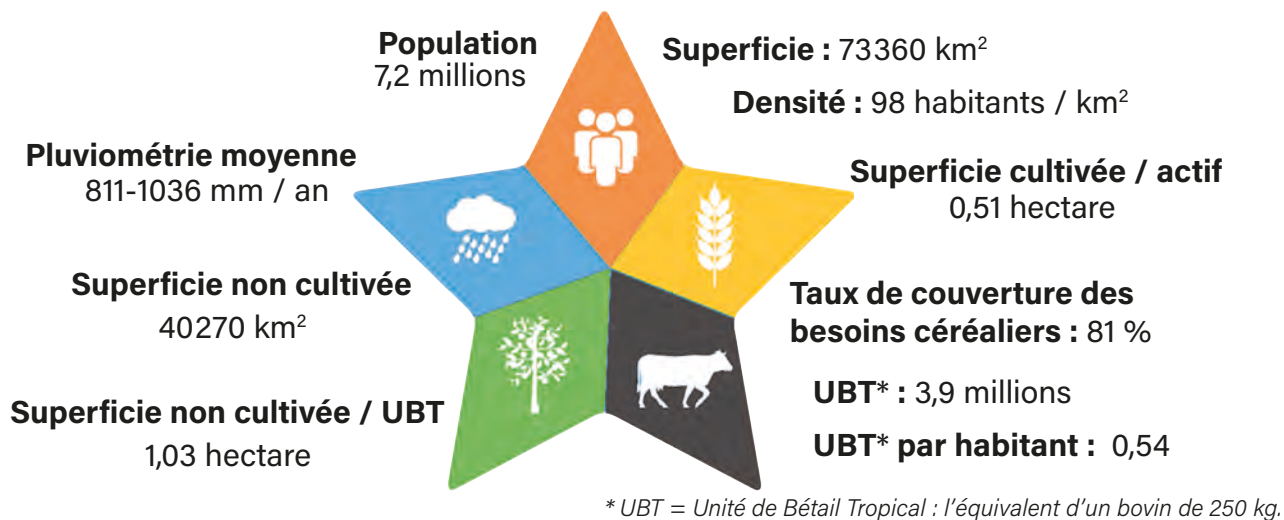 Population
7,2 millions
Superficie : 73360 km²
Densité : 98 habitants / km²
Pluviométrie moyenne
811-1036 mm / an
Superficie cultivée / actif
0,51 hectare
Superficie non cultivée
40270 km²
Taux de couverture des
besoins céréaliers : 81 %
UBT* : 3,9 millions
UBT* par habitant : 0,54
Superficie non cultivée / UBT
1,03 hectare
* UBT = Unité de Bétail Tropical : l'équivalent d'un bovin de 250 kg.